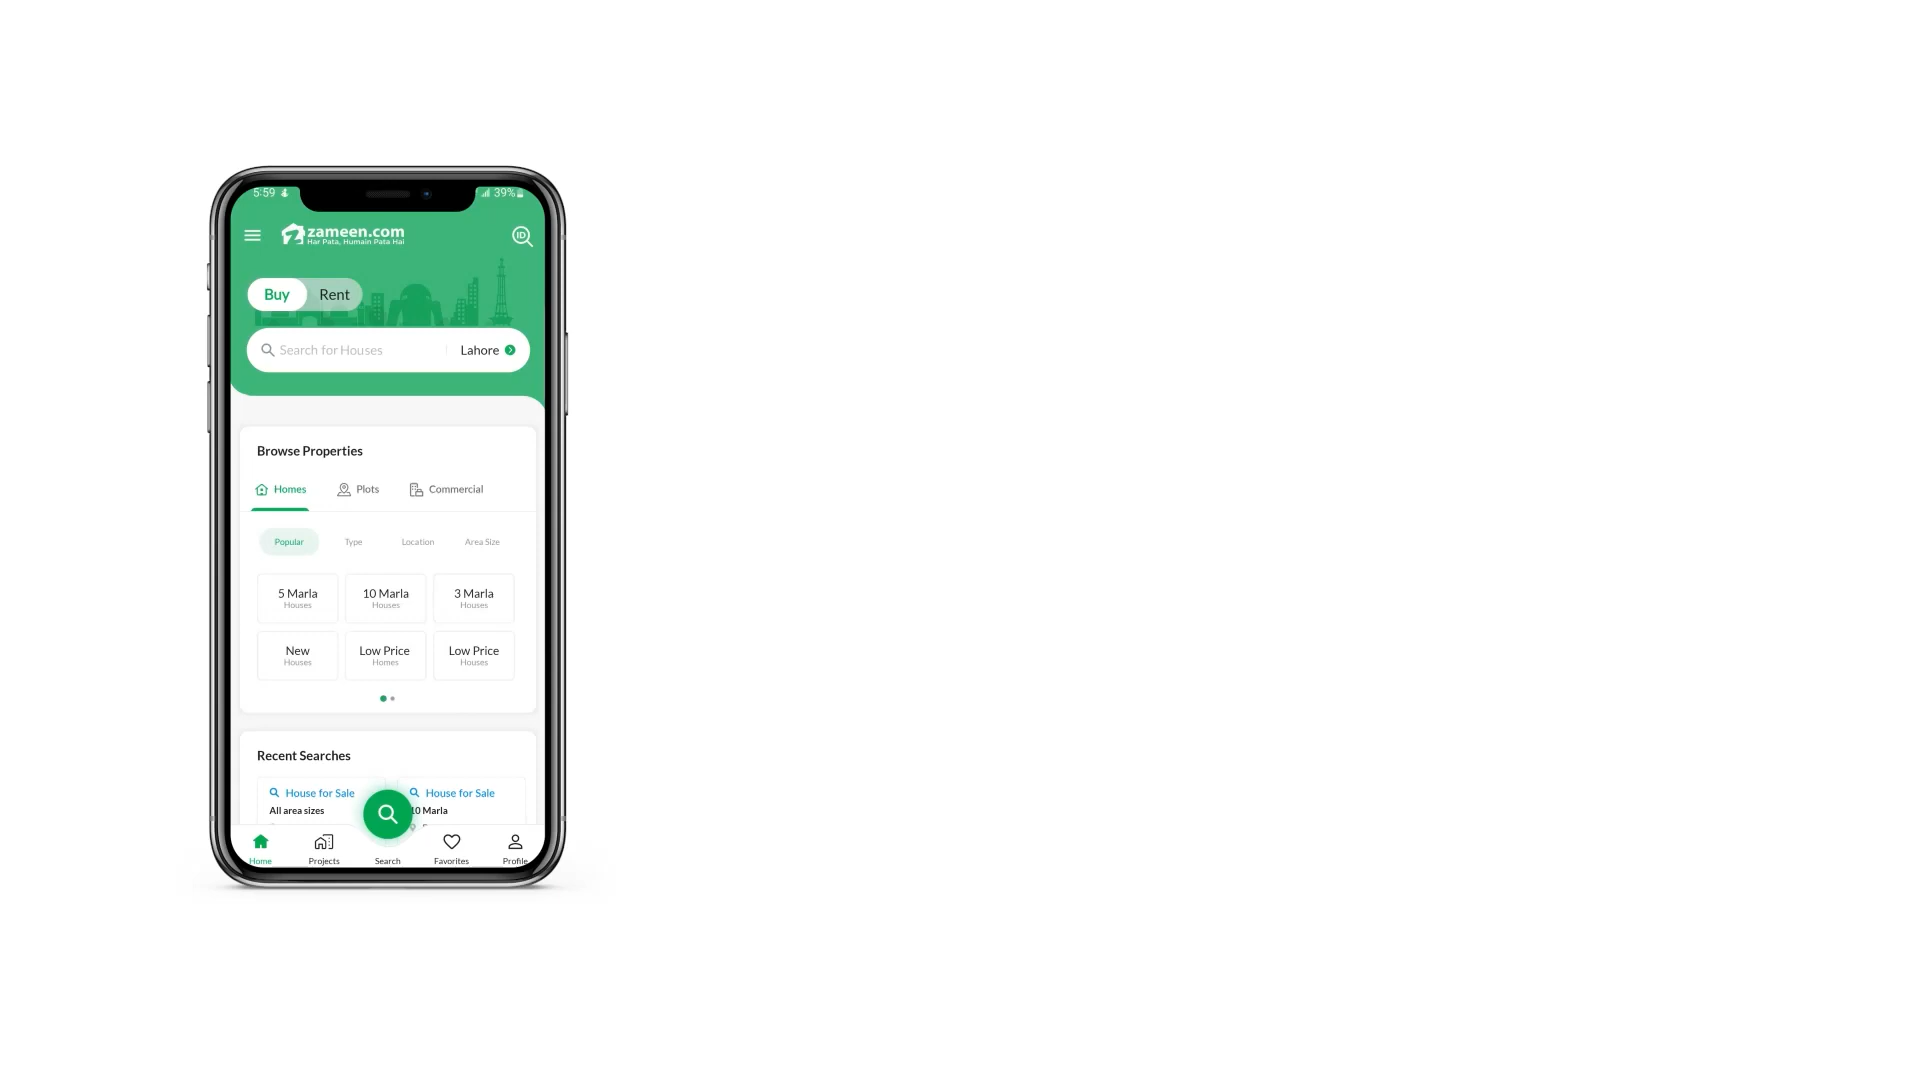 5:59
39%
zameen.com
Har Pata, Humain Pata Hai
ID
Buy Rent
Search for Houses Lahore
Browse Properties
Homes Plots Commercial
Popular Type Location Area Size
5 Marla 10 Marla 3 Marla
Houses Houses Houses
New Low Price Low Price
Houses Homes Houses
Recent Searches
House for Sale House for Sale
All area sizes 10 Marla
Home Projects Search Favorites Profile